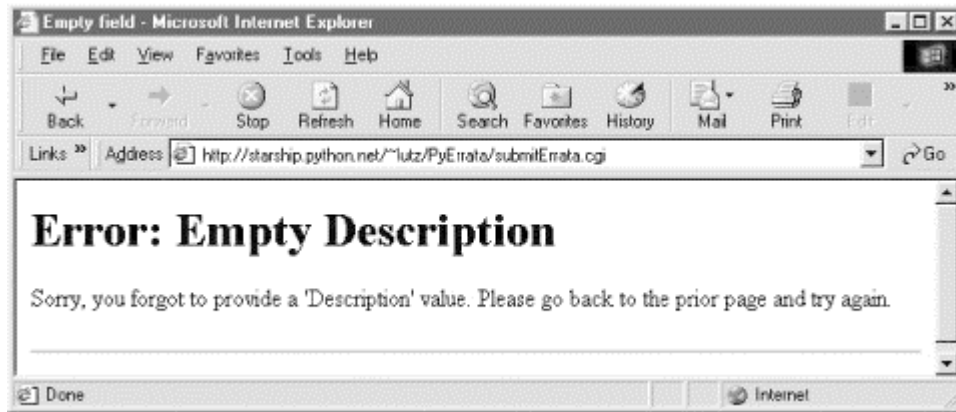 Empty field - Microsoft Internet Explorer
File Edit View Favorites Tools Help
Back Forward Stop Refresh Home Search Favorites History Mail Print Edit »
Links » Address http://starship.python.net/~lutz/PyErrata/submitErrata.cgi Go
Error: Empty Description
Sorry, you forgot to provide a 'Description' value. Please go back to the prior page and try again.
Done Internet